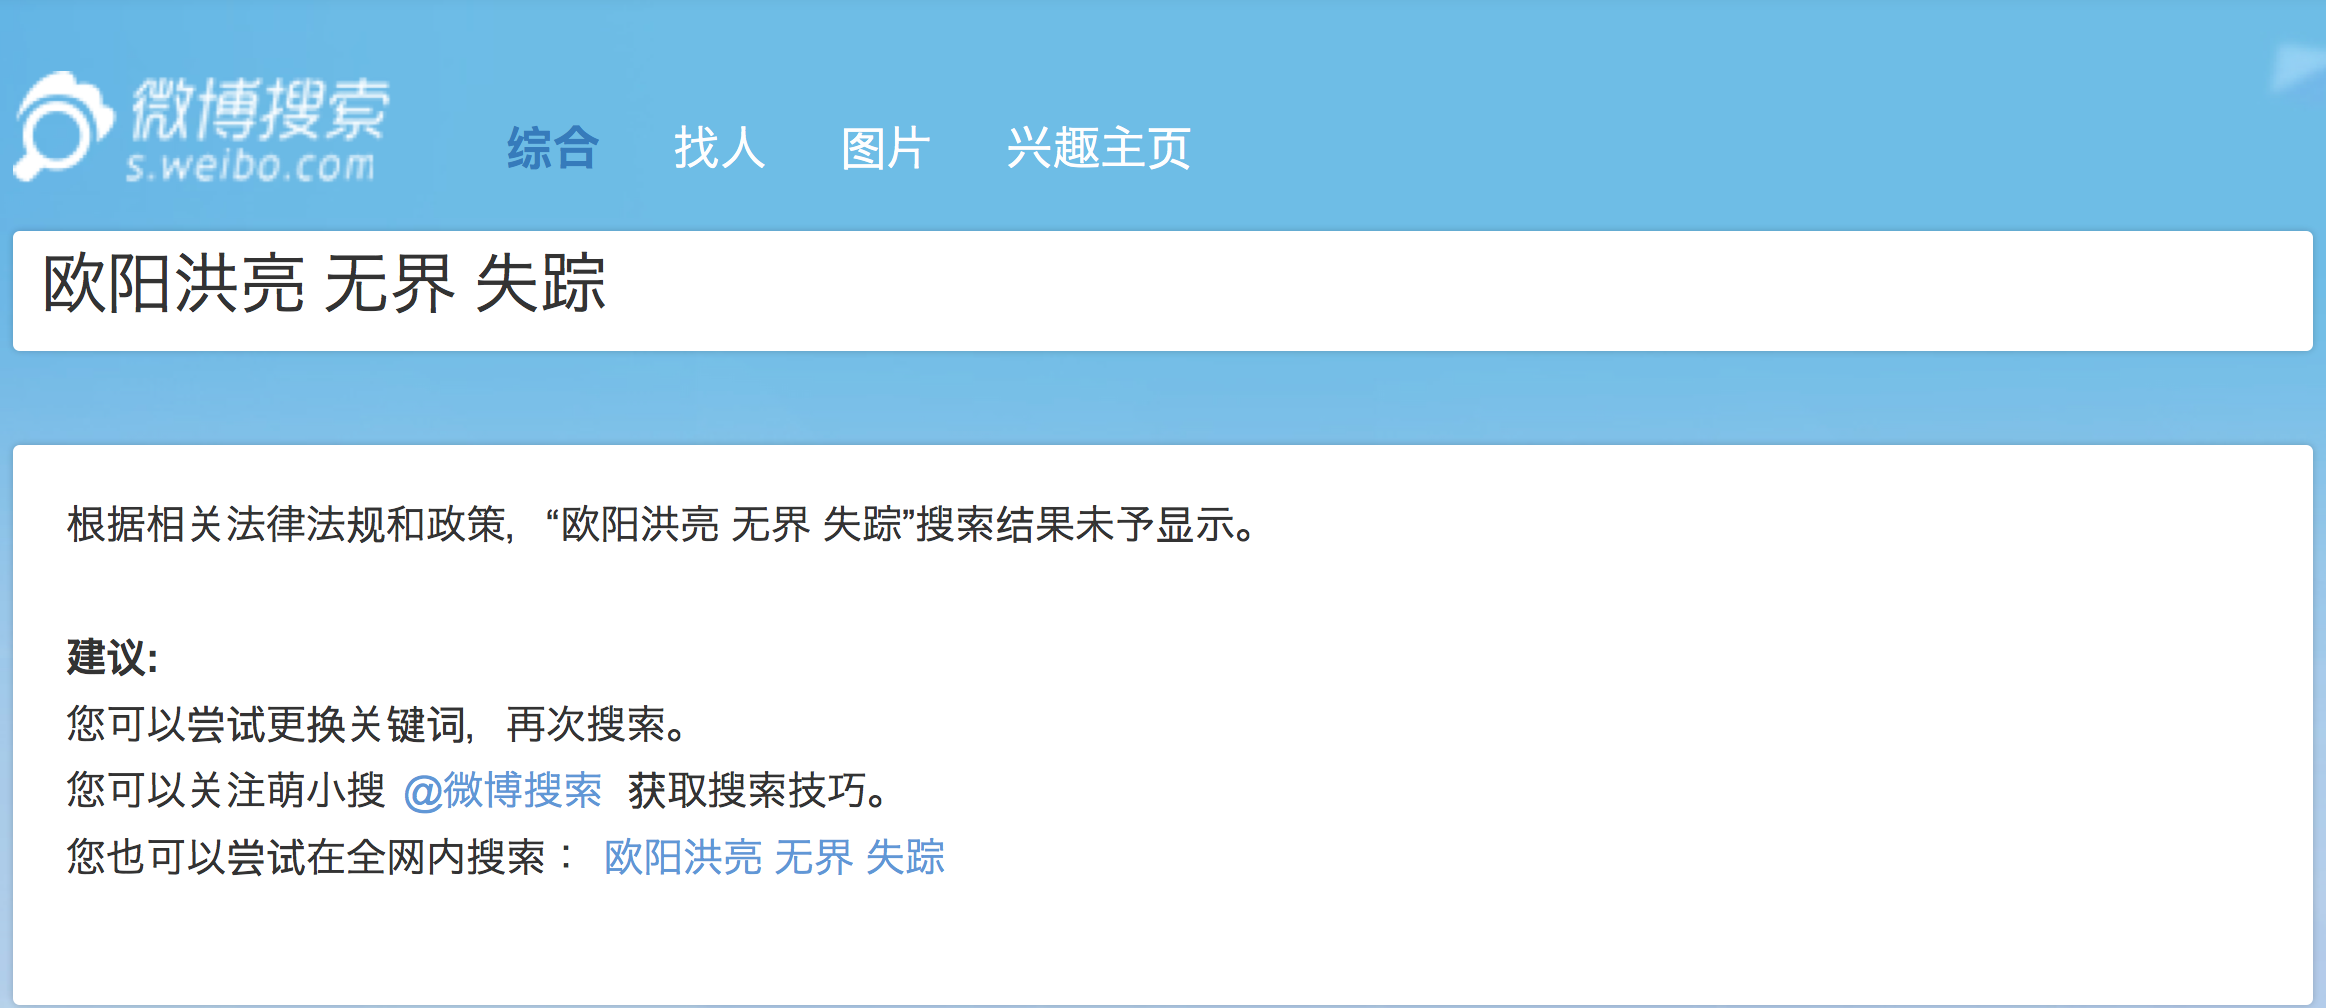 微博搜索
s.weibo.com
综合 找人 图片 兴趣主页
欧阳洪亮 无界 失踪
根据相关法律法规和政策，“欧阳洪亮 无界 失踪”搜索结果未予显示。
建议:
您可以尝试更换关键词，再次搜索。
您可以关注萌小搜 @微博搜索 获取搜索技巧。
您也可以尝试在全网内搜索： 欧阳洪亮 无界 失踪